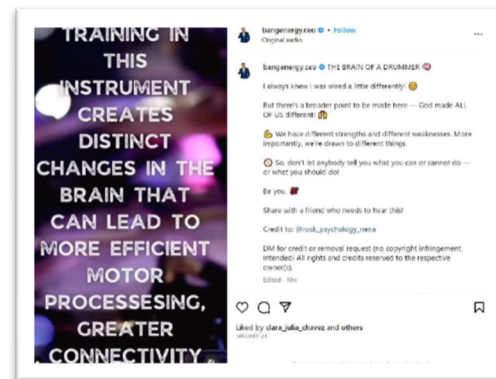 TRAINING IN
THIS
INSTRUMENT
CREATES
DISTINCT
CHANGES IN THE
BRAIN THAT
CAN LEAD TO
MORE EFFICIENT
MOTOR
PROCESSESING,
GREATER
CONNECTIVITY
bangenergy.ceo • Follow
Original audio
bangenergy.ceo THE BRAIN OF A DRUMMER 🧠
I always knew I was wired a little differently! 😊
But there's a broader point to be made here — God made ALL
OF US different! 🙌
💪 We have different strengths and different weaknesses. More
importantly, we're drawn to different things.
🚫 So, don't let anybody tell you what you can or cannot do —
or what you should do!
Be you.
Share with a friend who needs to hear this!
Credit to: @rock_psychology_neria
DM for credit or removal request (no copyright infringement
intended) All rights and credits reserved to the respective
owner(s).
Edited · 10w
Liked by clara_julia_chavez and others
JANUARY 24